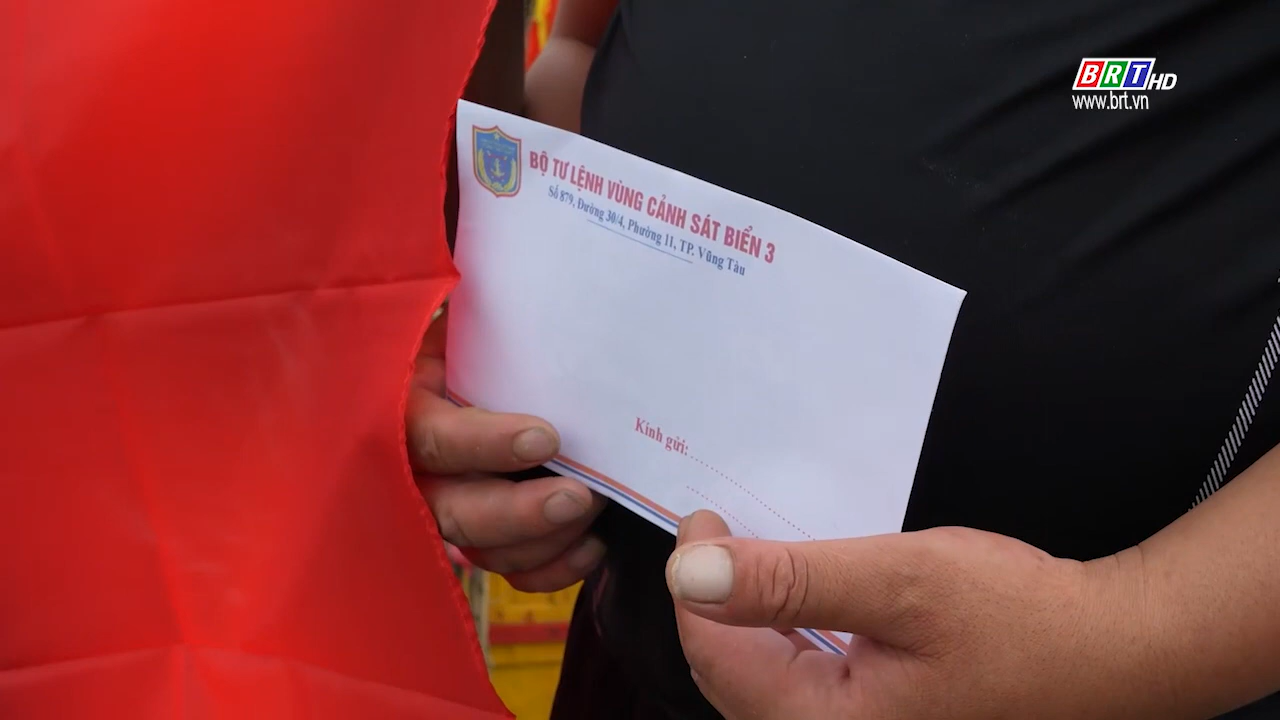 BRT HD
www.brt.vn
BỘ TƯ LỆNH VÙNG CẢNH SÁT BIỂN 3
Số 879, Đường 30/4, Phường 11, TP. Vũng Tàu
Kính gửi: